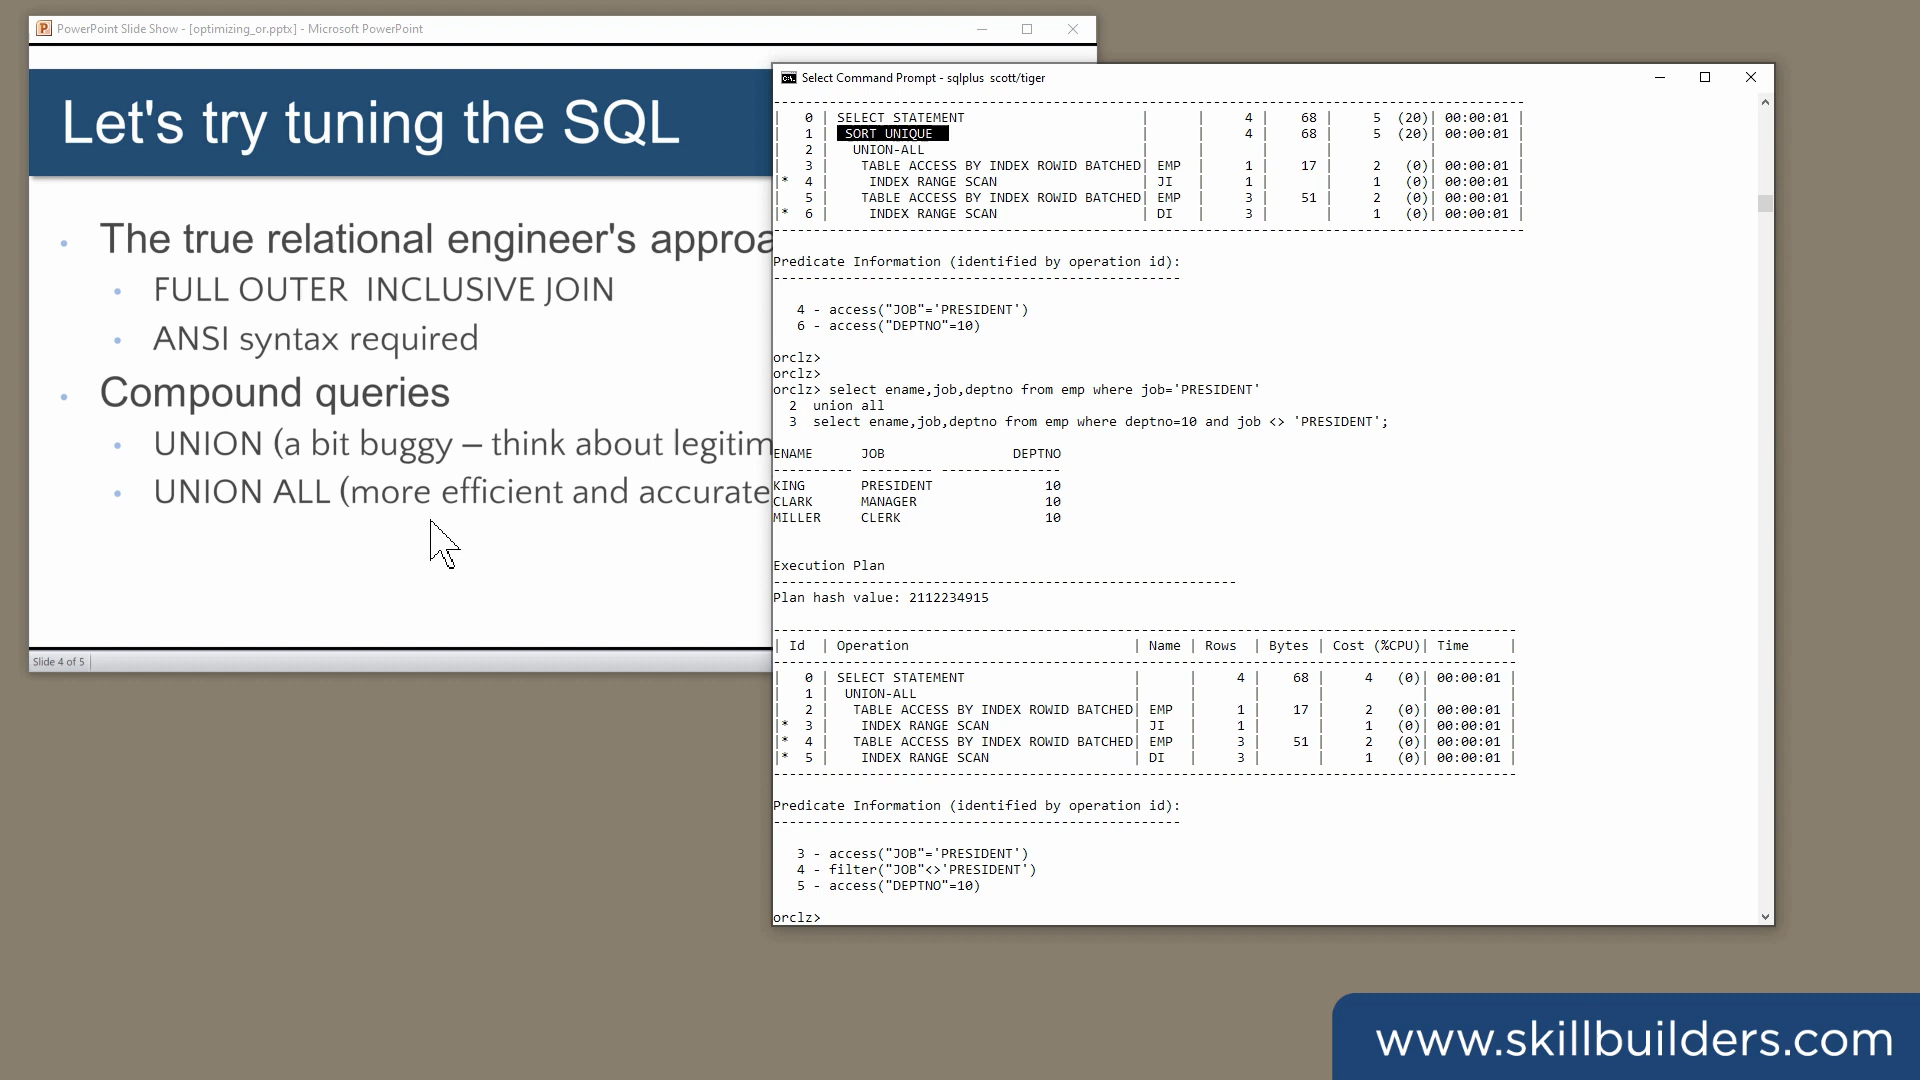 PowerPoint Slide Show - [optimizing_or.pptx] - Microsoft PowerPoint
Let's try tuning the SQL
• The true relational engineer's approa
• FULL OUTER  INCLUSIVE JOIN
• ANSI syntax required
• Compound queries
• UNION (a bit buggy – think about legitim
• UNION ALL (more efficient and accurate
Slide 4 of 5
Select Command Prompt - sqlplus  scott/tiger
----------------------------------------------------------------------------------------------
|   0 | SELECT STATEMENT                      |      |     4 |    68 |     5  (20)| 00:00:01 |
|   1 |  SORT UNIQUE                          |      |     4 |    68 |     5  (20)| 00:00:01 |
|   2 |   UNION-ALL                           |      |       |       |            |          |
|   3 |    TABLE ACCESS BY INDEX ROWID BATCHED| EMP  |     1 |    17 |     2   (0)| 00:00:01 |
|*  4 |     INDEX RANGE SCAN                  | JI   |     1 |       |     1   (0)| 00:00:01 |
|   5 |    TABLE ACCESS BY INDEX ROWID BATCHED| EMP  |     3 |    51 |     2   (0)| 00:00:01 |
|*  6 |     INDEX RANGE SCAN                  | DI   |     3 |       |     1   (0)| 00:00:01 |
----------------------------------------------------------------------------------------------
Predicate Information (identified by operation id):
---------------------------------------------------
   4 - access("JOB"='PRESIDENT')
   6 - access("DEPTNO"=10)
orclz>
orclz>
orclz> select ename,job,deptno from emp where job='PRESIDENT'
  2  union all
  3  select ename,job,deptno from emp where deptno=10 and job <> 'PRESIDENT';
ENAME      JOB                DEPTNO
---------- --------- ---------------
KING       PRESIDENT              10
CLARK      MANAGER                10
MILLER     CLERK                  10
Execution Plan
----------------------------------------------------------
Plan hash value: 2112234915
---------------------------------------------------------------------------------------------
| Id  | Operation                            | Name | Rows  | Bytes | Cost (%CPU)| Time     |
---------------------------------------------------------------------------------------------
|   0 | SELECT STATEMENT                     |      |     4 |    68 |     4   (0)| 00:00:01 |
|   1 |  UNION-ALL                           |      |       |       |            |          |
|   2 |   TABLE ACCESS BY INDEX ROWID BATCHED| EMP  |     1 |    17 |     2   (0)| 00:00:01 |
|*  3 |    INDEX RANGE SCAN                  | JI   |     1 |       |     1   (0)| 00:00:01 |
|*  4 |   TABLE ACCESS BY INDEX ROWID BATCHED| EMP  |     3 |    51 |     2   (0)| 00:00:01 |
|*  5 |    INDEX RANGE SCAN                  | DI   |     3 |       |     1   (0)| 00:00:01 |
---------------------------------------------------------------------------------------------
Predicate Information (identified by operation id):
---------------------------------------------------
   3 - access("JOB"='PRESIDENT')
   4 - filter("JOB"<>'PRESIDENT')
   5 - access("DEPTNO"=10)
orclz>
www.skillbuilders.com